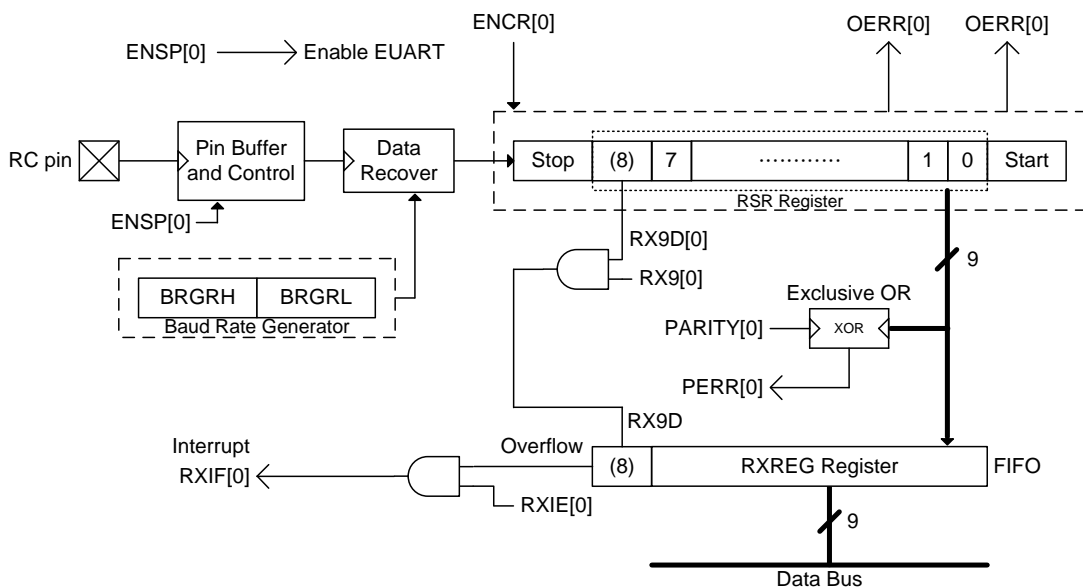 ENCR[0]
OERR[0]
OERR[0]
ENSP[0]
Enable EUART
RC pin
Pin Buffer
and Control
Data
Recover
Stop
(8)
7
............
1
0
Start
RSR Register
ENSP[0]
RX9D[0]
RX9[0]
9
BRGRH
BRGRL
Baud Rate Generator
Exclusive OR
PARITY[0]
XOR
PERR[0]
RX9D
Interrupt
RXIF[0]
Overflow
(8)
RXREG Register
FIFO
RXIE[0]
9
Data Bus